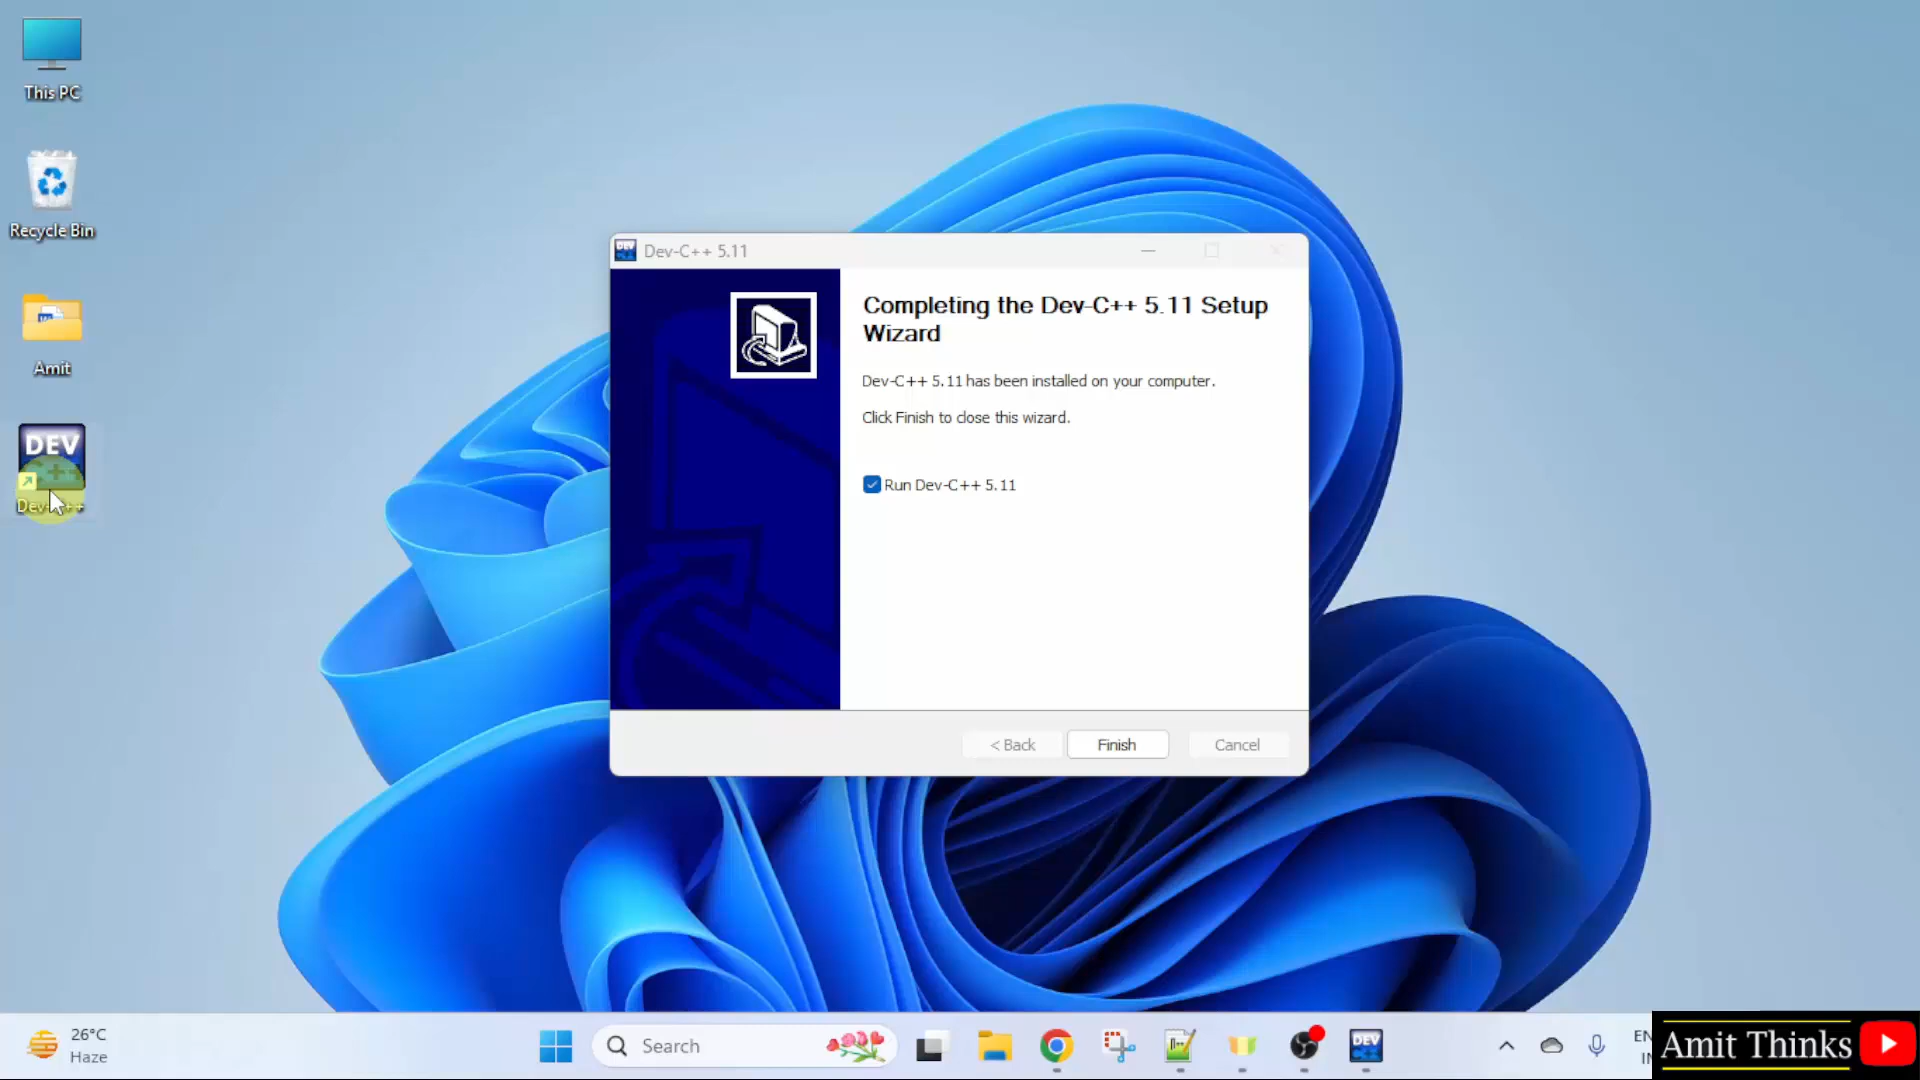 This PC
Recycle Bin
Amit
DEV
Dev-C++ 5.11
Completing the Dev-C++ 5.11 Setup
Wizard
Dev-C++ 5.11 has been installed on your computer.
Click Finish to close this wizard.
Run Dev-C++ 5.11
< Back
Finish
Cancel
26°C
Haze
Search
DEV
EN
IN
Amit Thinks